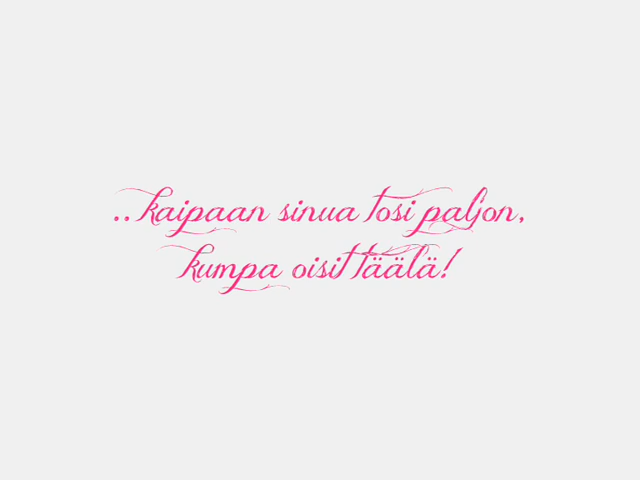 .. kaipaan sinua tosi paljon,
kumpa oisit täälä!